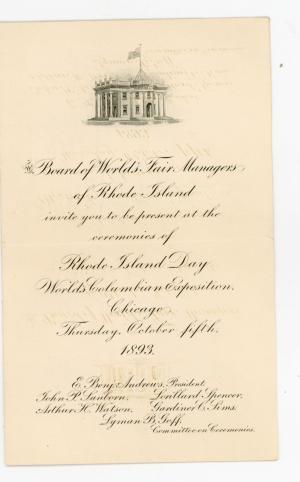 The Board of World's Fair Managers
of Rhode Island
invite you to be present at the
ceremonies of
Rhode Island Day
World's Columbian Exposition,
Chicago
Thursday, October fifth,
1893.
E. Benj. Andrews, President
John P. Sanborn, Lorillard Spencer,
Arthur H. Watson, Gardiner C. Sims,
Lyman B. Goff,
Committee on Ceremonies.